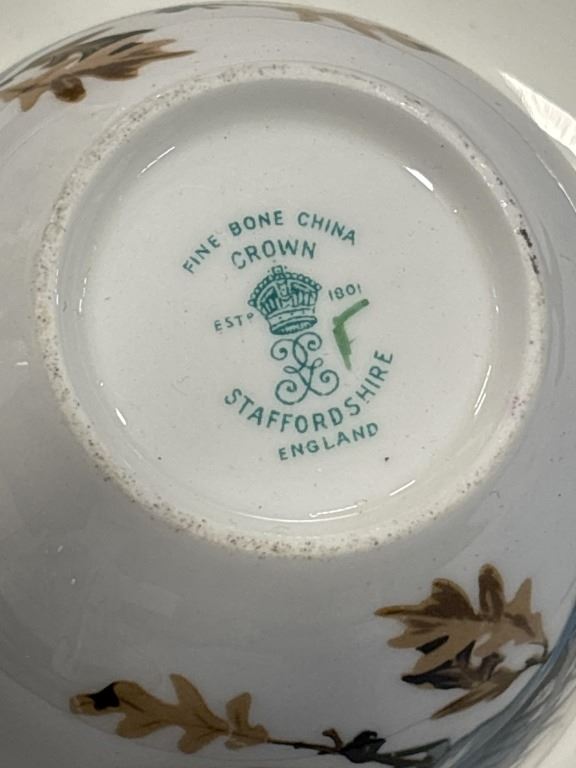 FINE BONE CHINA
CROWN
ESTD 1801
STAFFORDSHIRE
ENGLAND